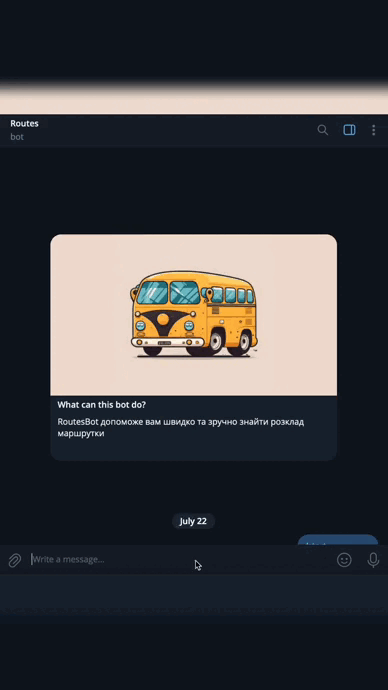 Routes
bot
What can this bot do?
RoutesBot допоможе вам швидко та зручно знайти розклад
маршрутки
July 22
Write a message...